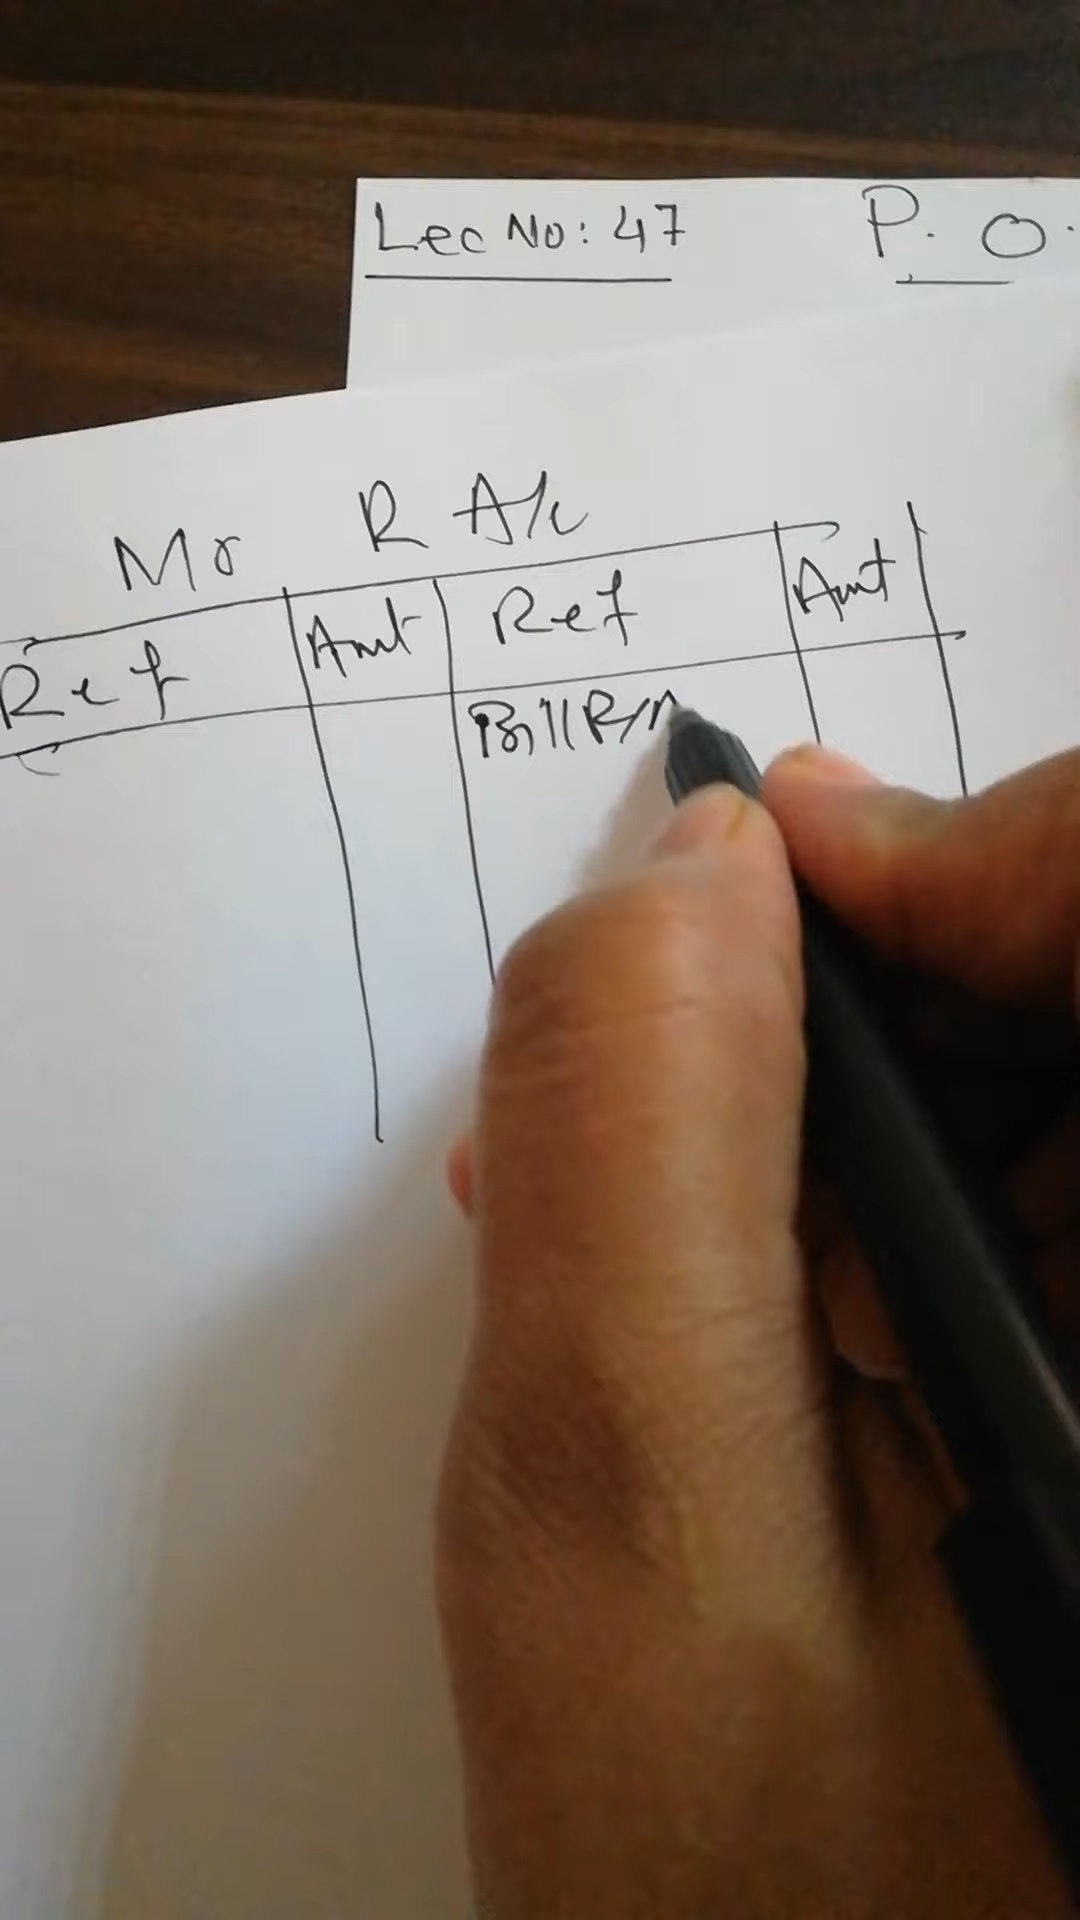 Lec No: 47 P. O.
Mr R A/c
Ref Amt Ref Amt
Bill R/